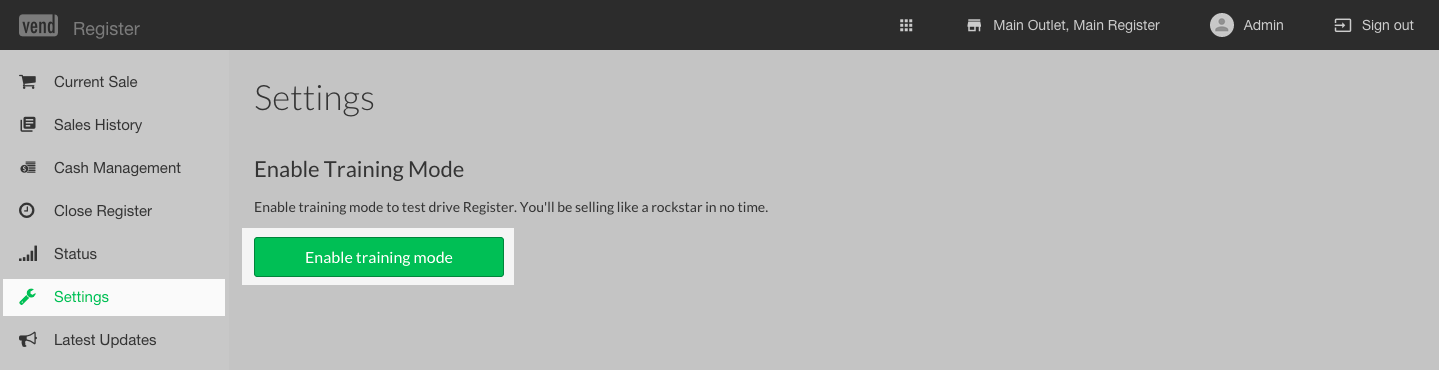 vend Register
Main Outlet, Main Register
Admin
Sign out
Current Sale
Sales History
Cash Management
Close Register
Status
Settings
Latest Updates
Settings
Enable Training Mode
Enable training mode to test drive Register. You'll be selling like a rockstar in no time.
Enable training mode